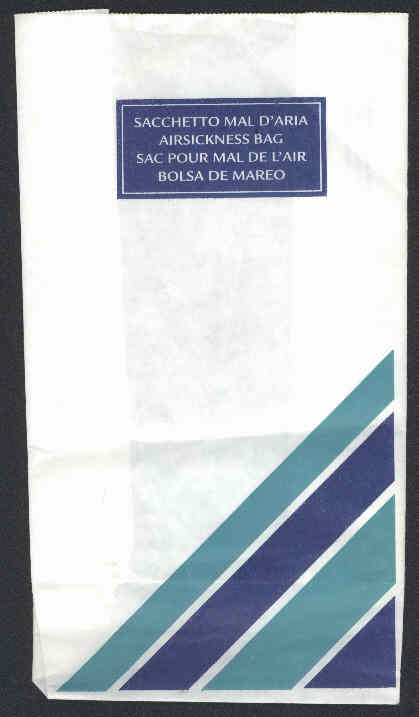 SACCHETTO MAL D'ARIA
AIRSICKNESS BAG
SAC POUR MAL DE L'AIR
BOLSA DE MAREO